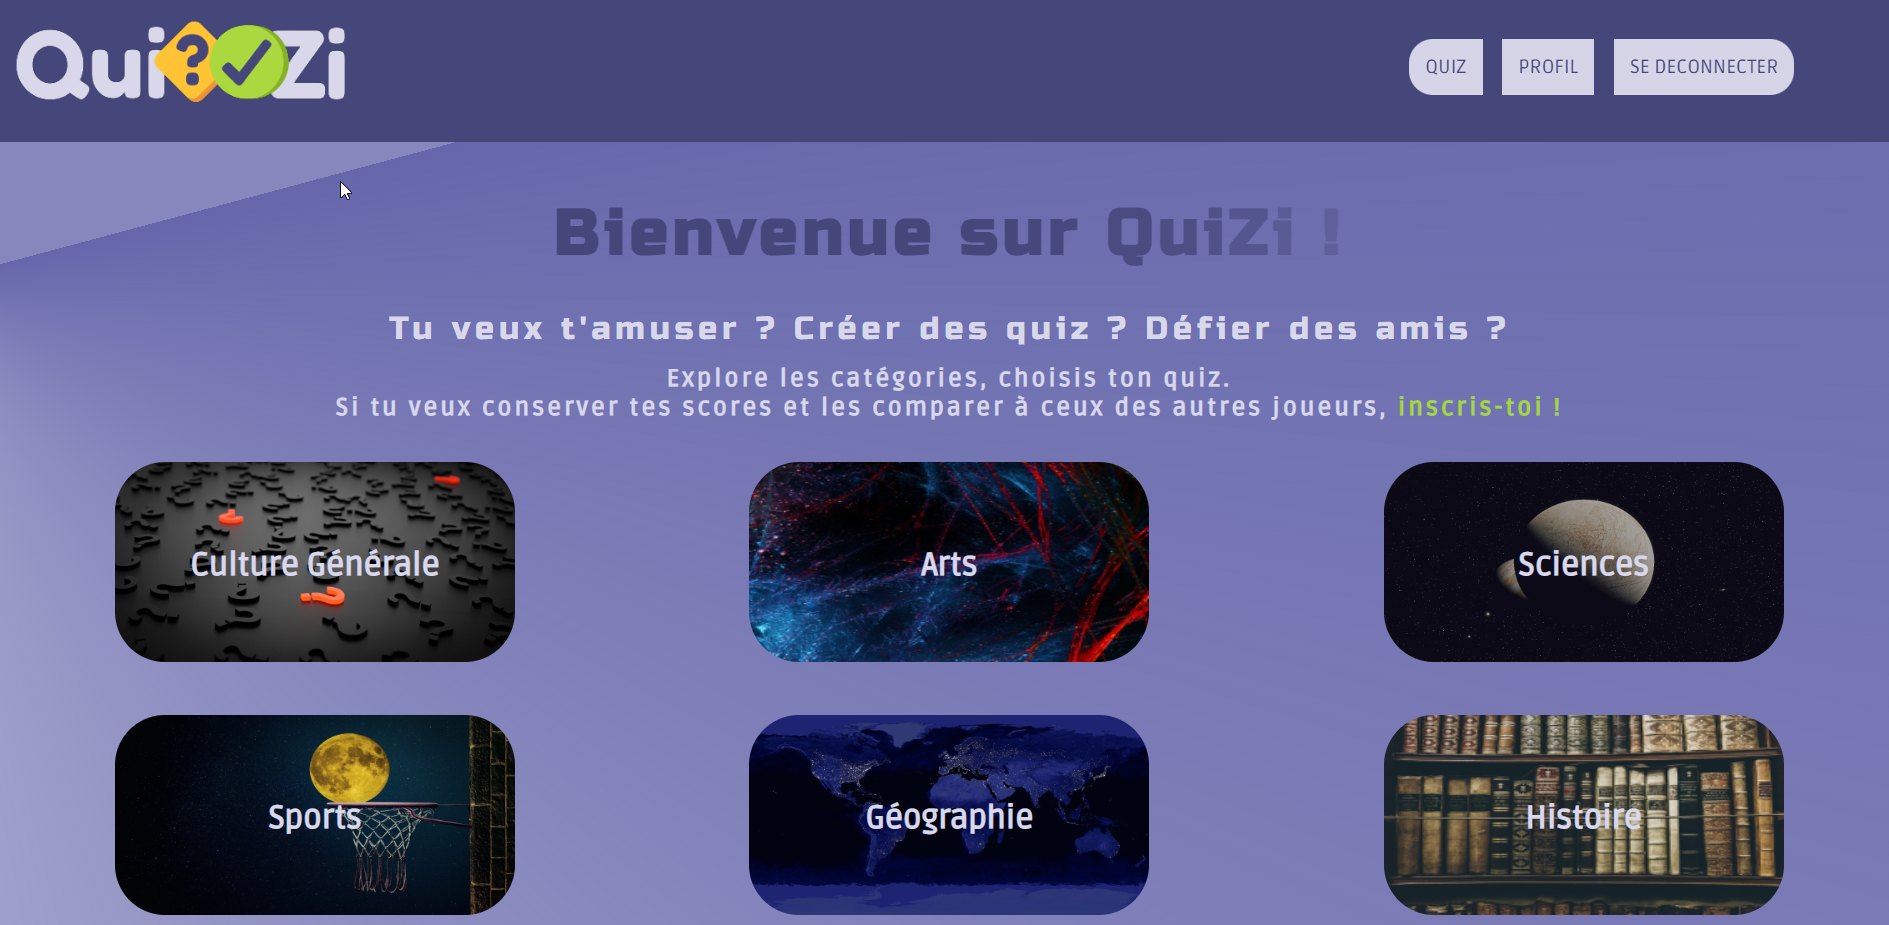 Qui?Zi
QUIZ
PROFIL
SE DECONNECTER
Bienvenue sur QuiZi !
Tu veux t'amuser ? Créer des quiz ? Défier des amis ?
Explore les catégories, choisis ton quiz.
Si tu veux conserver tes scores et les comparer à ceux des autres joueurs, inscris-toi !
Culture Générale
Arts
Sciences
Sports
Géographie
Histoire